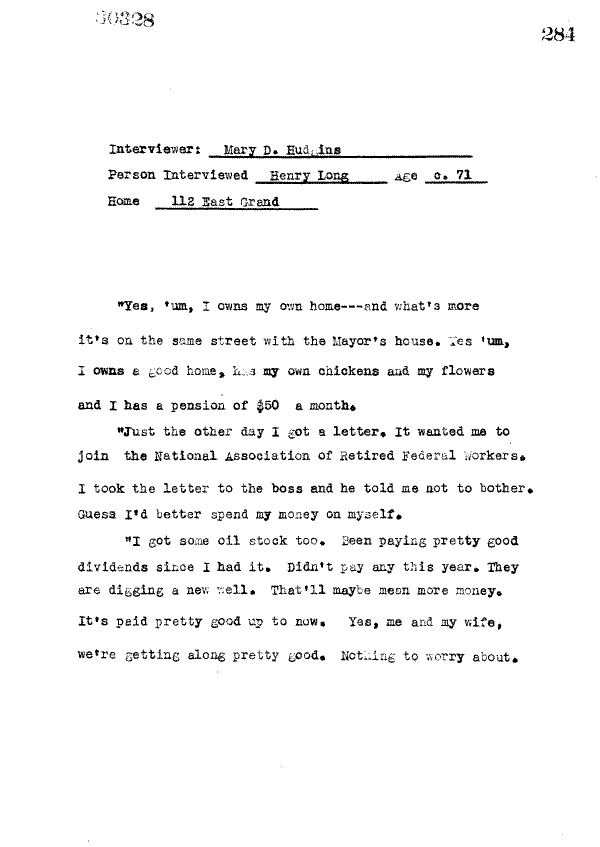 30328
284
Interviewer: Mary D. Hudgins
Person Interviewed Henry Long Age c. 71
Home 112 East Grand
"Yes, 'um, I owns my own home---and what's more
it's on the same street with the Mayor's house. Yes 'um,
I owns a good home, has my own chickens and my flowers
and I has a pension of $50 a month.
"Just the other day I got a letter. It wanted me to
join the National Association of Retired Federal Workers.
I took the letter to the boss and he told me not to bother.
Guess I'd better spend my money on myself.
"I got some oil stock too. Been paying pretty good
dividends since I had it. Didn't pay any this year. They
are digging a new well. That'll maybe mean more money.
It's paid pretty good up to now. Yes, me and my wife,
we're getting along pretty good. Nothing to worry about.